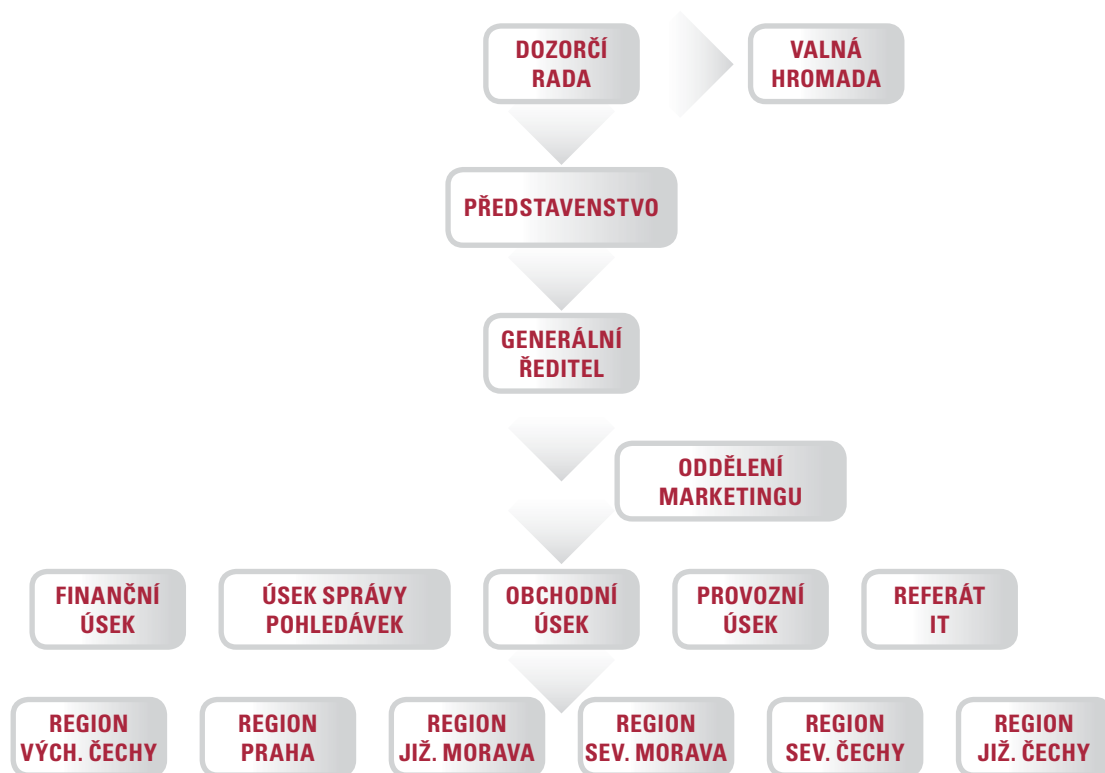 DOZORČÍ
RADA
VALNÁ
HROMADA
PŘEDSTAVENSTVO
GENERÁLNÍ
ŘEDITEL
ODDĚLENÍ
MARKETINGU
FINANČNÍ
ÚSEK
ÚSEK SPRÁVY
POHLEDÁVEK
OBCHODNÍ
ÚSEK
PROVOZNÍ
ÚSEK
REFERÁT
IT
REGION
VÝCH. ČECHY
REGION
PRAHA
REGION
JIŽ. MORAVA
REGION
SEV. MORAVA
REGION
SEV. ČECHY
REGION
JIŽ. ČECHY